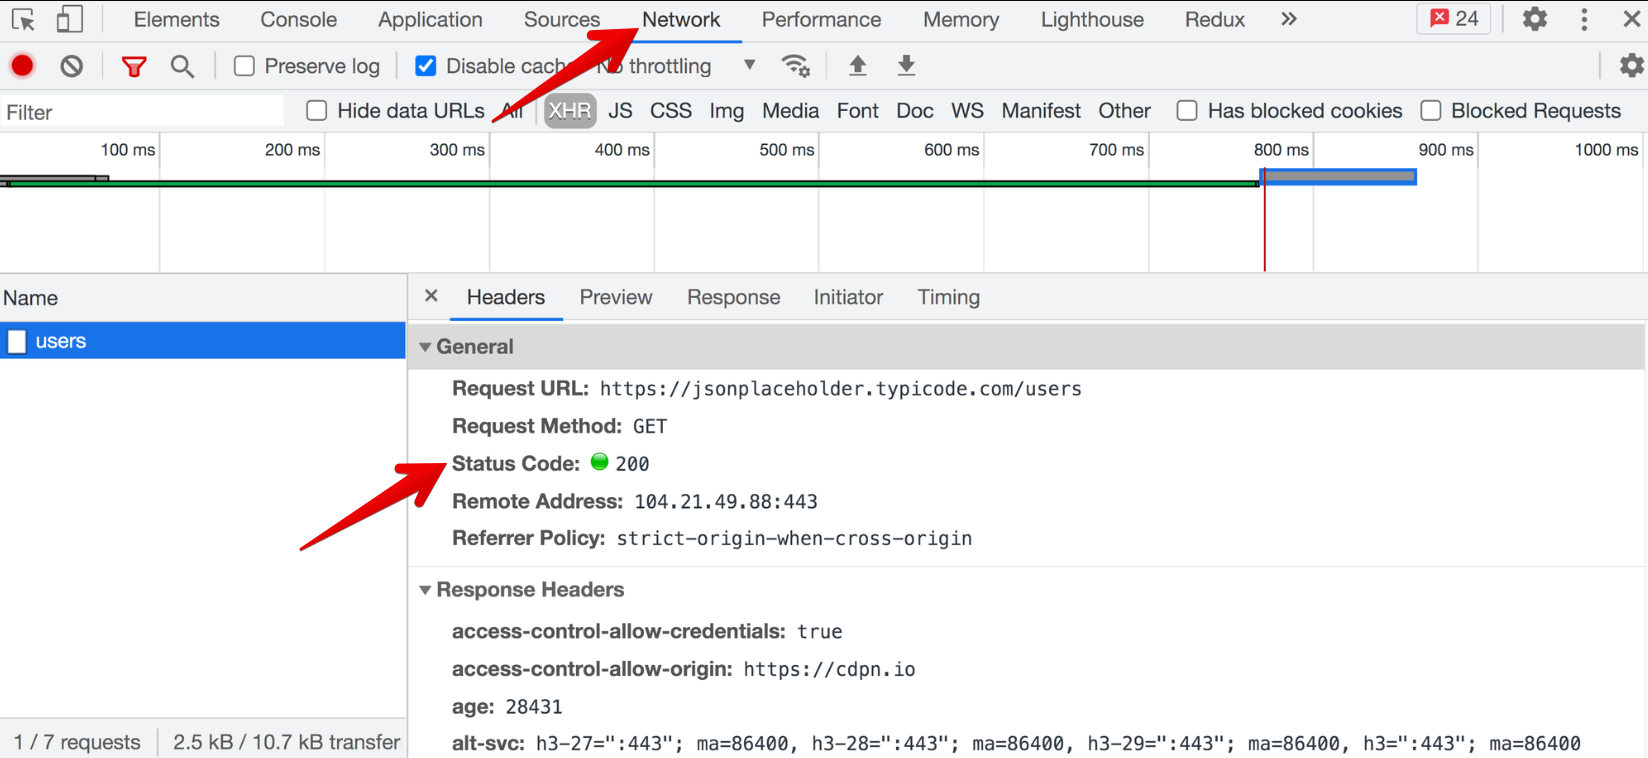 Elements Console Application Sources Network Performance Memory Lighthouse Redux » 24
Preserve log Disable cache No throttling
Filter Hide data URLs All XHR JS CSS Img Media Font Doc WS Manifest Other Has blocked cookies Blocked Requests
100 ms 200 ms 300 ms 400 ms 500 ms 600 ms 700 ms 800 ms 900 ms 1000 ms
Name
users
1 / 7 requests 2.5 kB / 10.7 kB transfer
Headers Preview Response Initiator Timing
General
Request URL: https://jsonplaceholder.typicode.com/users
Request Method: GET
Status Code: 200
Remote Address: 104.21.49.88:443
Referrer Policy: strict-origin-when-cross-origin
Response Headers
access-control-allow-credentials: true
access-control-allow-origin: https://cdpn.io
age: 28431
alt-svc: h3-27=":443"; ma=86400, h3-28=":443"; ma=86400, h3-29=":443"; ma=86400, h3=":443"; ma=86400